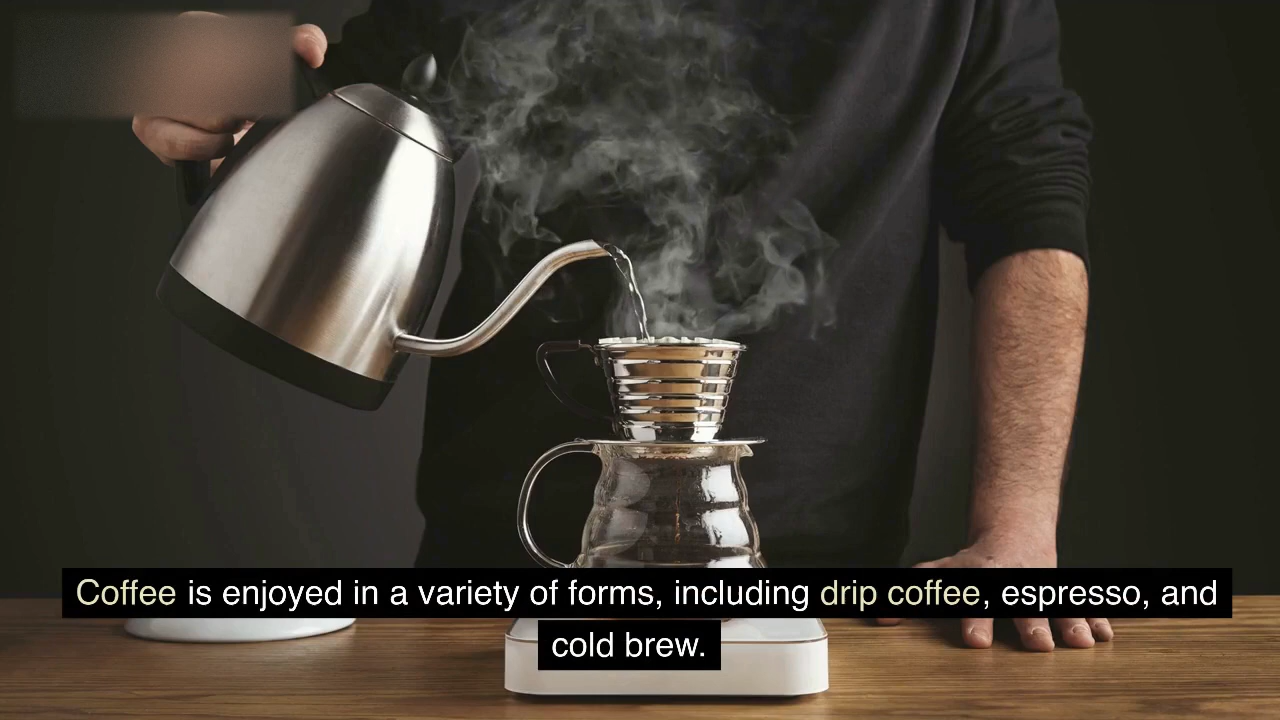 Coffee is enjoyed in a variety of forms, including drip coffee, espresso, and
cold brew.